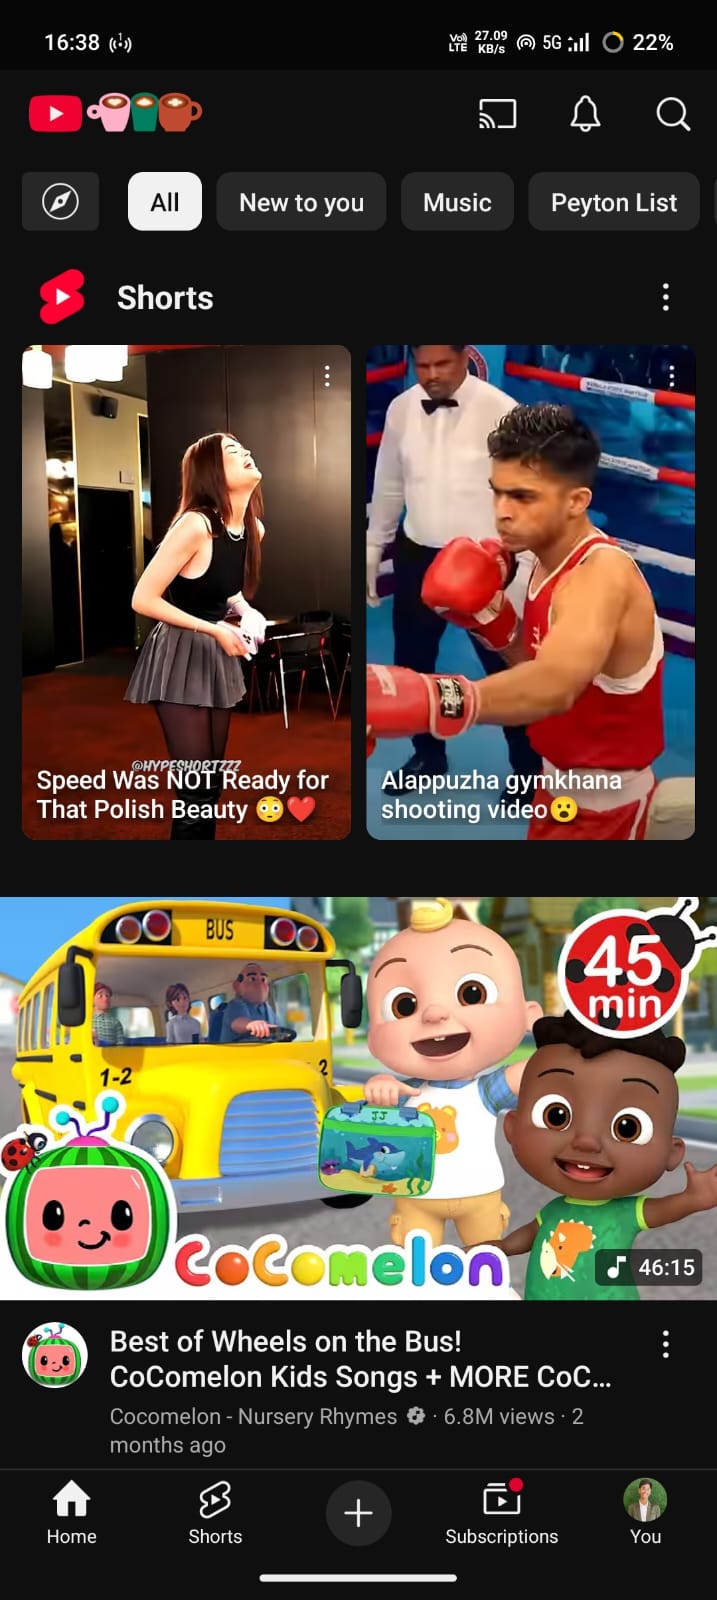 16:38
Vo)) LTE 27.09 KB/s 5G 22%
All New to you Music Peyton List
Shorts
@HYPESHORTZZZ
Speed Was NOT Ready for
That Polish Beauty 😳❤️
Alappuzha gymkhana
shooting video😮
BUS
45
min
1-2
2
JJ
CoComelon
46:15
Best of Wheels on the Bus!
CoComelon Kids Songs + MORE CoC...
Cocomelon - Nursery Rhymes · 6.8M views · 2
months ago
Home Shorts Subscriptions You